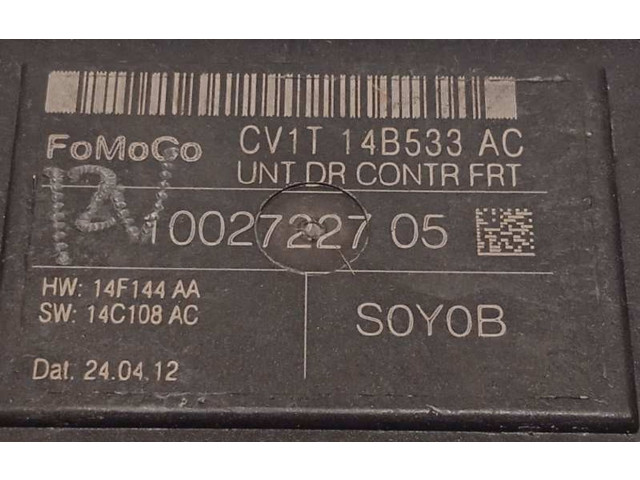 FoMoCo CV1T 14B533 AC
UNT DR CONTR FRT
10027227 05
HW: 14F144 AA
SW: 14C108 AC
S0Y0B
Dat. 24.04.12